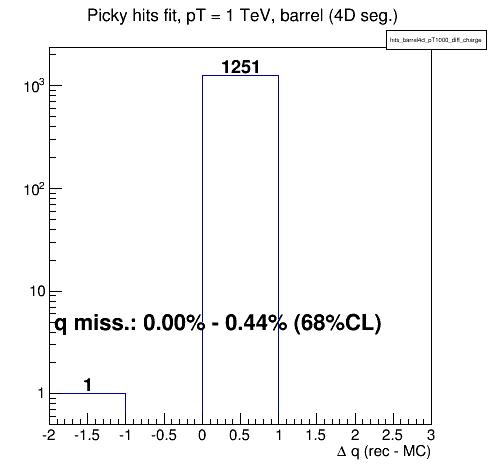 Picky hits fit, pT = 1 TeV, barrel (4D seg.)
hits_barrel4d_pT1000_diff_charge
1251
10³
10²
10
q miss.: 0.00% - 0.44% (68%CL)
1
1
-2 -1.5 -1 -0.5 0 0.5 1 1.5 2 2.5 3
Δ q (rec - MC)